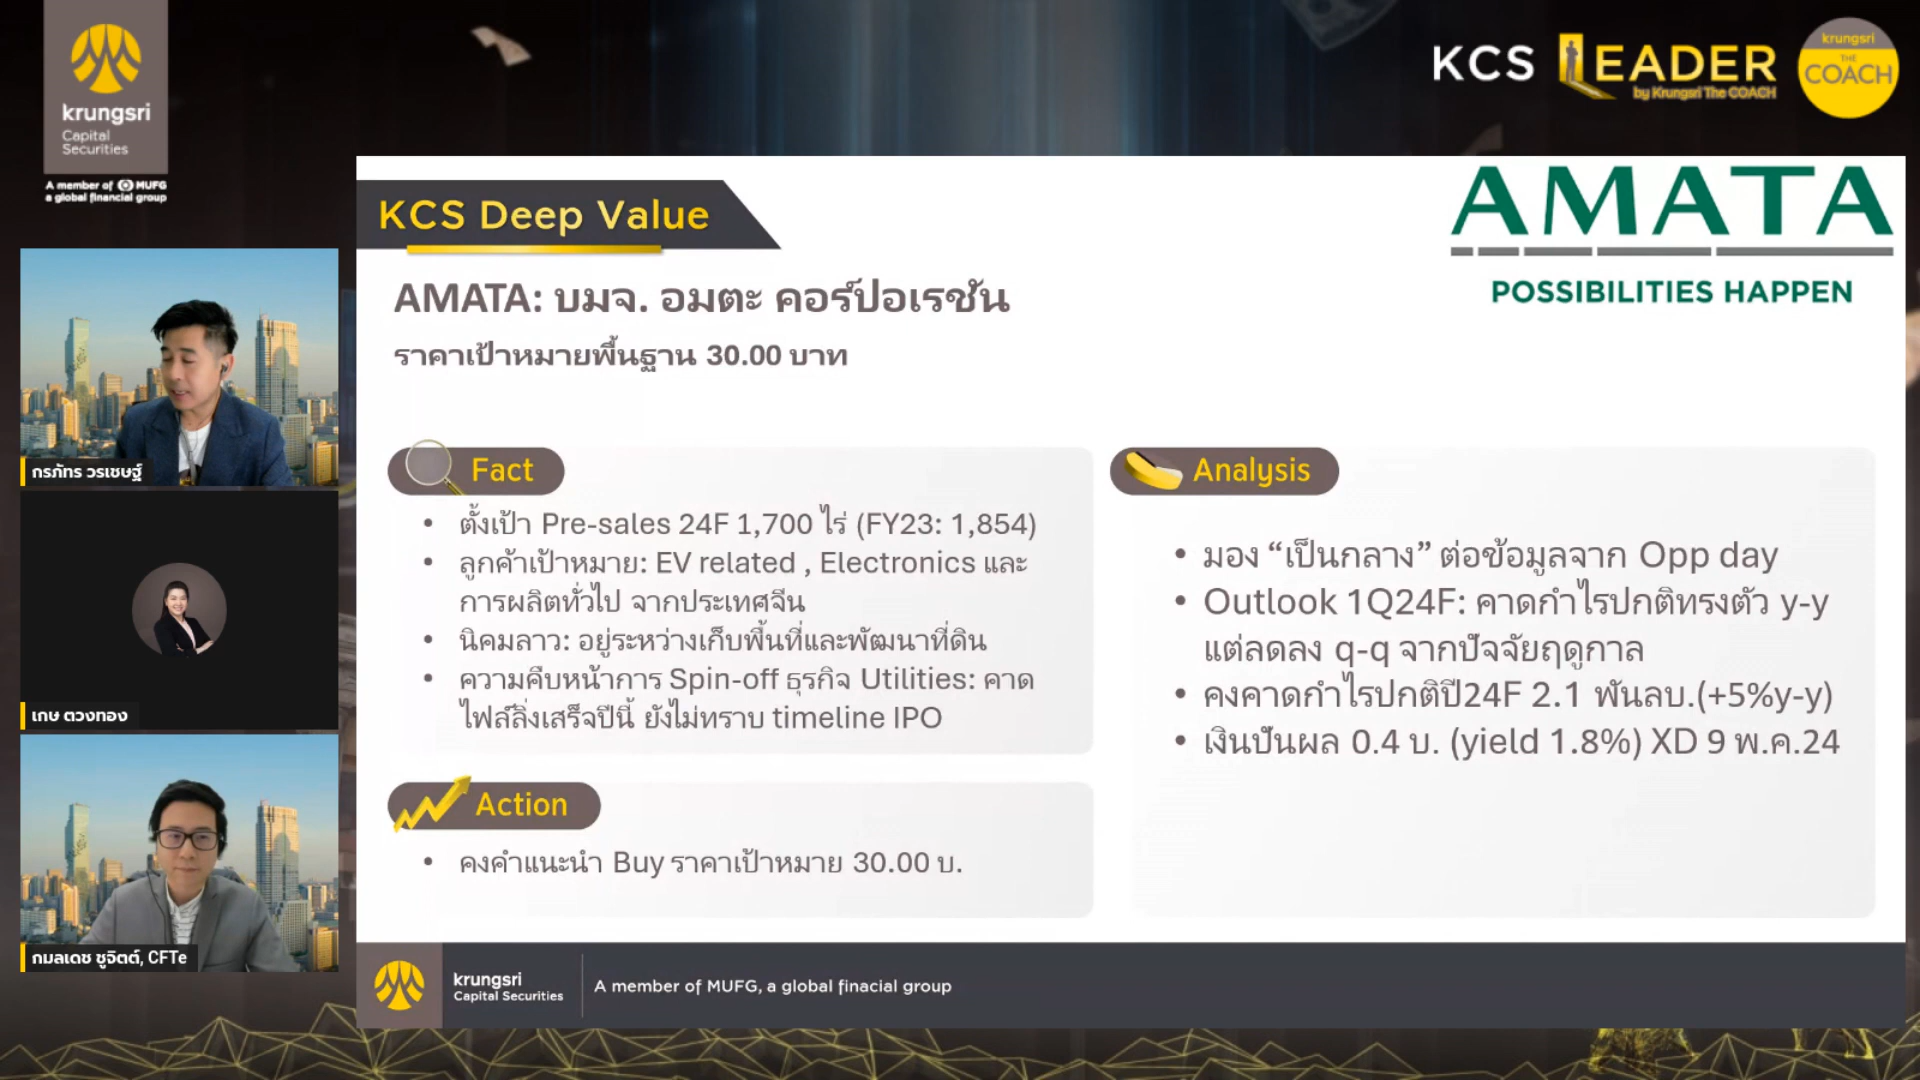 krungsri
Capital
Securities
A member of MUFG
a global financial group
KCS LEADER
by Krungsri The COACH
krungsri
THE
COACH
KCS Deep Value
AMATA
POSSIBILITIES HAPPEN
AMATA: บมจ. อมตะ คอร์ปอเรชัน
ราคาเป้าหมายพื้นฐาน 30.00 บาท
Fact
• ตั้งเป้า Pre-sales 24F 1,700 ไร่ (FY23: 1,854)
• ลูกค้าเป้าหมาย: EV related , Electronics และ
การผลิตทั่วไป จากประเทศจีน
• นิคมลาว: อยู่ระหว่างเก็บพื้นที่และพัฒนาที่ดิน
• ความคืบหน้าการ Spin-off ธุรกิจ Utilities: คาด
ไฟล์ลิ่งเสร็จปีนี้ ยังไม่ทราบ timeline IPO
Action
• คงคำแนะนำ Buy ราคาเป้าหมาย 30.00 บ.
Analysis
• มอง “เป็นกลาง” ต่อข้อมูลจาก Opp day
• Outlook 1Q24F: คาดกำไรปกติทรงตัว y-y
แต่ลดลง q-q จากปัจจัยฤดูกาล
• คงคาดกำไรปกติปี24F 2.1 พันลบ.(+5%y-y)
• เงินปันผล 0.4 บ. (yield 1.8%) XD 9 พ.ค.24
กรภัทร วรเชษฐ์
เกษ ตวงทอง
กมลเดช ชูจิตต์, CFTe
krungsri
Capital Securities
A member of MUFG, a global finacial group